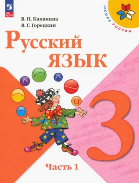 В. П. Канакина
В. Г. Горецкий
Русский
язык
3
Часть 1